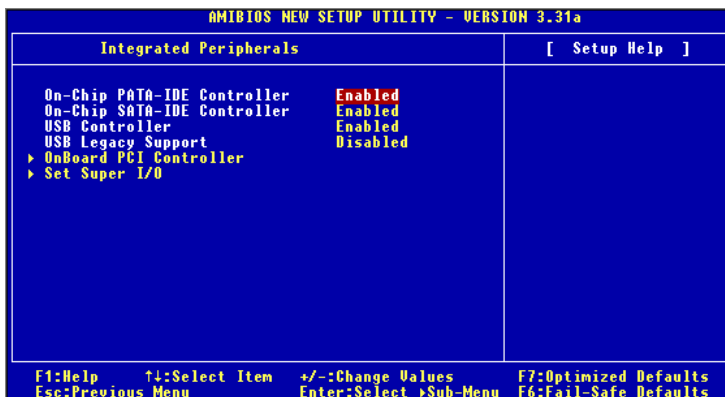 AMIBIOS NEW SETUP UTILITY - VERSION 3.31a
Integrated Peripherals
[ Setup Help ]
On-Chip PATA-IDE Controller Enabled
On-Chip SATA-IDE Controller Enabled
USB Controller Enabled
USB Legacy Support Disabled
▸ OnBoard PCI Controller
▸ Set Super I/O
F1:Help ↑↓:Select Item +/-:Change Values F7:Optimized Defaults
Esc:Previous Menu Enter:Select ▸Sub-Menu F6:Fail-Safe Defaults